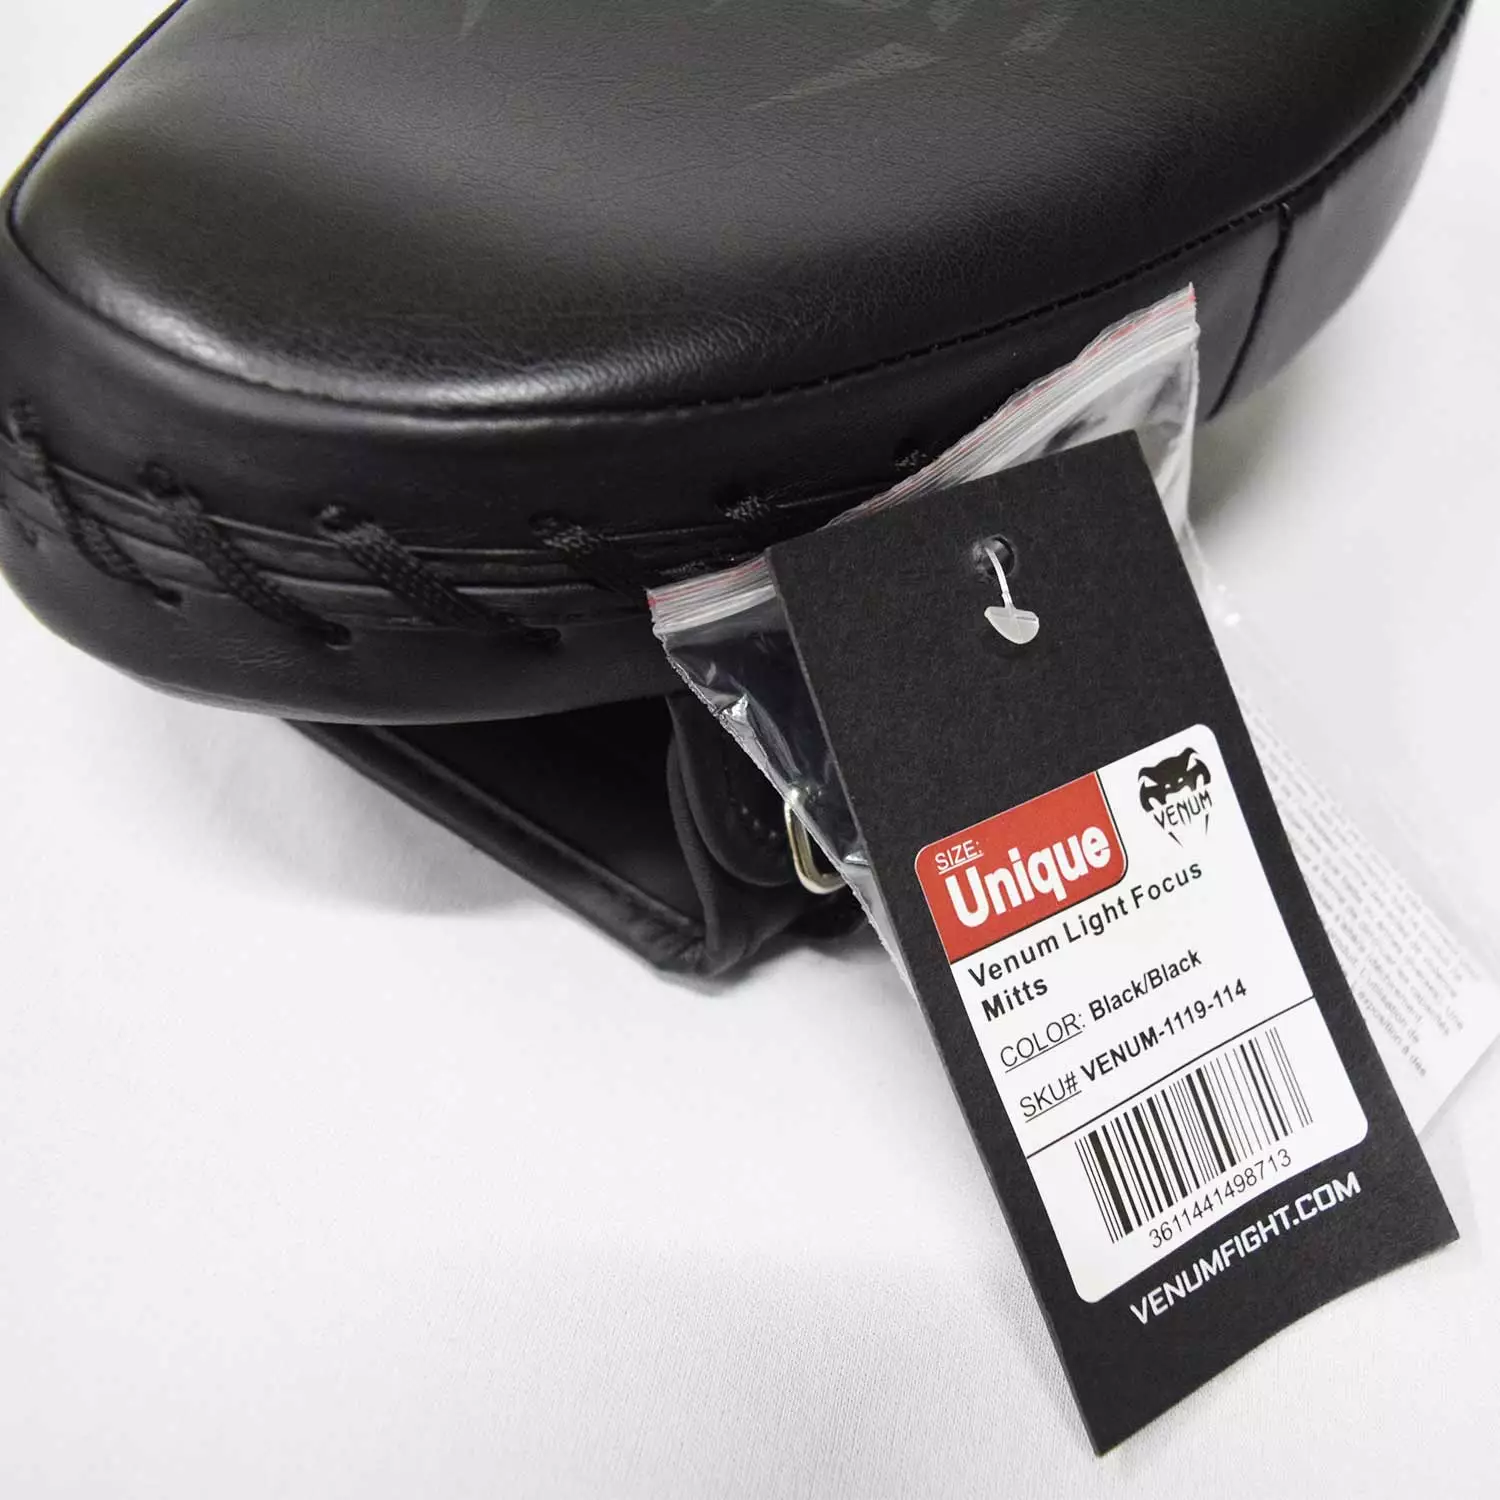 VENUM
SIZE:
Unique
Venum Light Focus
Mitts
COLOR: Black/Black
SKU# VENUM-1119-114
3611441498713
VENUMFIGHT.COM